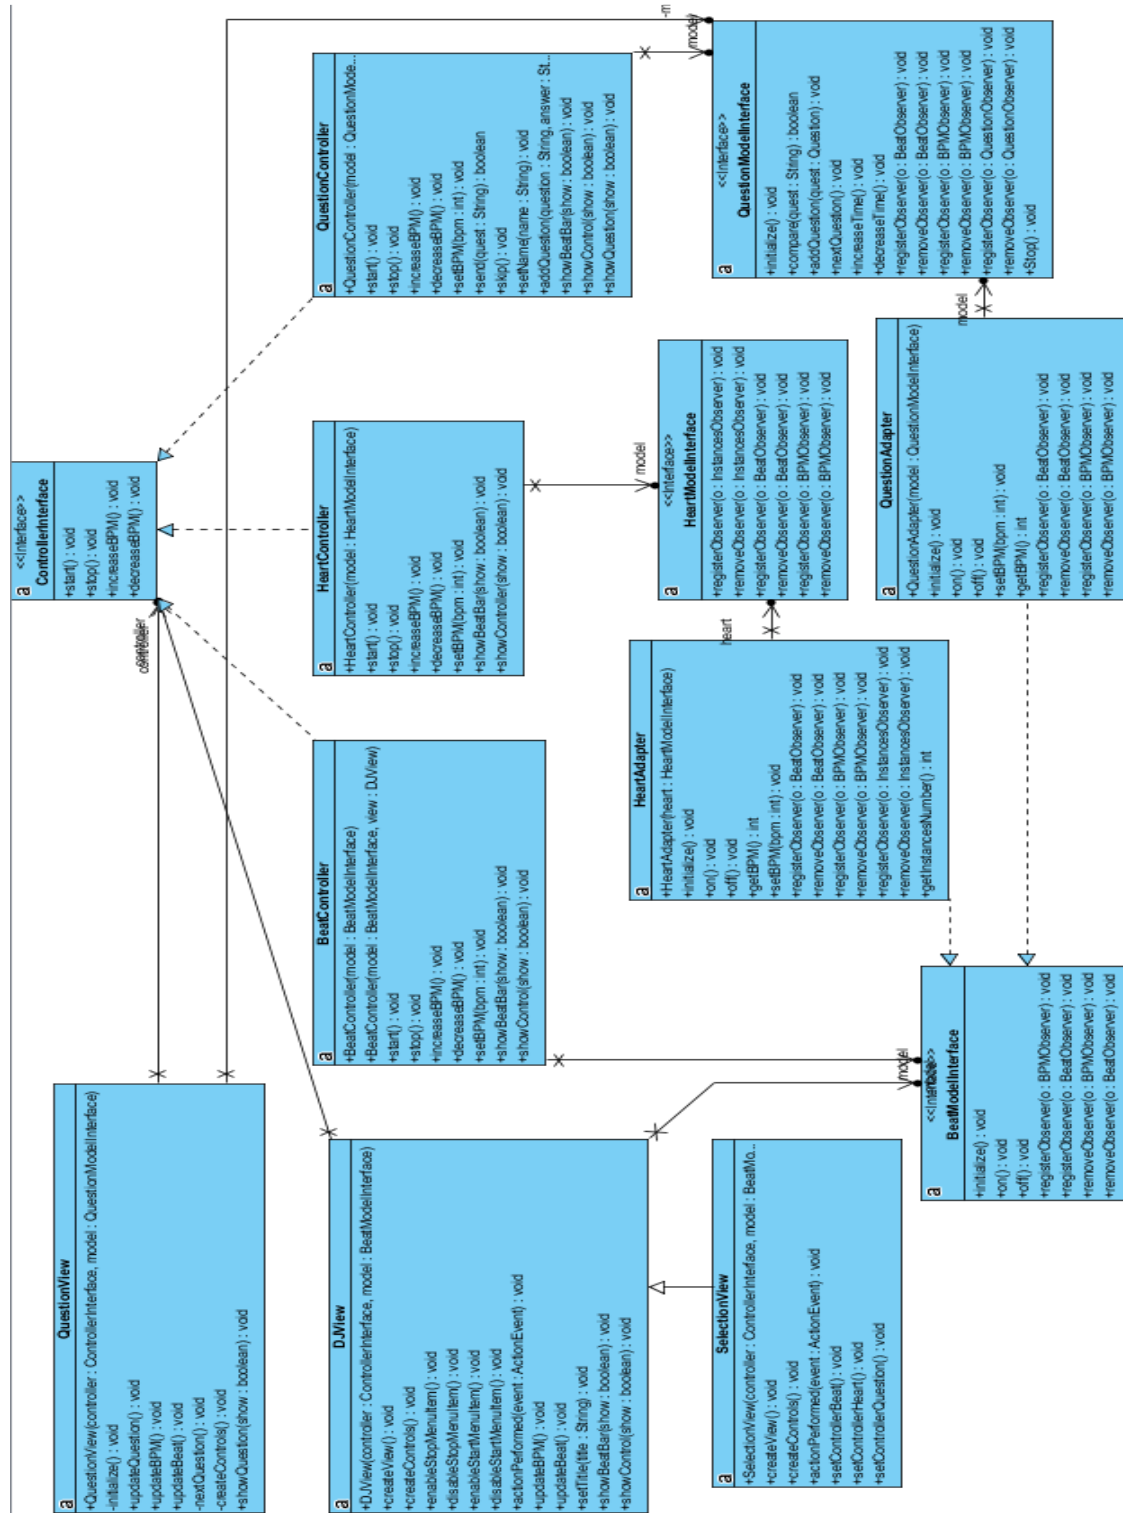 <<Interface>>
ControllerInterface
+start() : void
+stop() : void
+increaseBPM() : void
+decreaseBPM() : void
controller
controller
QuestionController
+QuestionController(model : QuestionMode...
+start() : void
+stop() : void
+increaseBPM() : void
+decreaseBPM() : void
+setBPM(bpm : int) : void
+send(quest : String) : boolean
+skip() : void
+setName(name : String) : void
+addQuestion(question : String, answer : St...
+showBeatBar(show : boolean) : void
+showControl(show : boolean) : void
+showQuestion(show : boolean) : void
HeartController
+HeartController(model : HeartModelInterface)
+start() : void
+stop() : void
+increaseBPM() : void
+decreaseBPM() : void
+setBPM(bpm : int) : void
+showBeatBar(show : boolean) : void
+showController(show : boolean) : void
BeatController
+BeatController(model : BeatModelInterface)
+BeatController(model : BeatModelInterface, view : DJView)
+start() : void
+stop() : void
+increaseBPM() : void
+decreaseBPM() : void
+setBPM(bpm : int) : void
+showBeatBar(show : boolean) : void
+showControl(show : boolean) : void
QuestionView
+QuestionView(controller : ControllerInterface, model : QuestionModelInterface)
-initialize() : void
+updateQuestion() : void
+updateBPM() : void
+updateBeat() : void
-nextQuestion() : void
-createControls() : void
+showQuestion(show : boolean) : void
DJView
+DJView(controller : ControllerInterface, model : BeatModelInterface)
+createView() : void
+createControls() : void
+enableStopMenuItem() : void
+disableStopMenuItem() : void
+enableStartMenuItem() : void
+disableStartMenuItem() : void
+actionPerformed(event : ActionEvent) : void
+updateBPM() : void
+updateBeat() : void
+setTitle(title : String) : void
+showBeatBar(show : boolean) : void
+showControl(show : boolean) : void
SelectionView
+SelectionView(controller : ControllerInterface, model : BeatMo...
+createView() : void
+createControls() : void
+actionPerformed(event : ActionEvent) : void
+setControllerBeat() : void
+setControllerHeart() : void
+setControllerQuestion() : void
-m
model
<<Interface>>
QuestionModelInterface
+initialize() : void
+compare(quest : String) : boolean
+addQuestion(quest : Question) : void
+nextQuestion() : void
+increaseTime() : void
+decreaseTime() : void
+registerObserver(o : BeatObserver) : void
+removeObserver(o : BeatObserver) : void
+registerObserver(o : BPMObserver) : void
+removeObserver(o : BPMObserver) : void
+registerObserver(o : QuestionObserver) : void
+removeObserver(o : QuestionObserver) : void
+Stop() : void
model
model
<<Interface>>
HeartModelInterface
+registerObserver(o : InstancesObserver) : void
+removeObserver(o : InstancesObserver) : void
+registerObserver(o : BeatObserver) : void
+removeObserver(o : BeatObserver) : void
+registerObserver(o : BPMObserver) : void
+removeObserver(o : BPMObserver) : void
heart
HeartAdapter
+HeartAdapter(heart : HeartModelInterface)
+initialize() : void
+on() : void
+off() : void
+getBPM() : int
+setBPM(bpm : int) : void
+registerObserver(o : BeatObserver) : void
+removeObserver(o : BeatObserver) : void
+registerObserver(o : BPMObserver) : void
+removeObserver(o : BPMObserver) : void
+registerObserver(o : InstancesObserver) : void
+removeObserver(o : InstancesObserver) : void
+getInstancesNumber() : int
QuestionAdapter
+QuestionAdapter(model : QuestionModelInterface)
+initialize() : void
+on() : void
+off() : void
+setBPM(bpm : int) : void
+getBPM() : int
+registerObserver(o : BeatObserver) : void
+removeObserver(o : BeatObserver) : void
+registerObserver(o : BPMObserver) : void
+removeObserver(o : BPMObserver) : void
model
model
<<Interface>>
BeatModelInterface
+initialize() : void
+on() : void
+off() : void
+registerObserver(o : BPMObserver) : void
+registerObserver(o : BeatObserver) : void
+removeObserver(o : BPMObserver) : void
+removeObserver(o : BeatObserver) : void